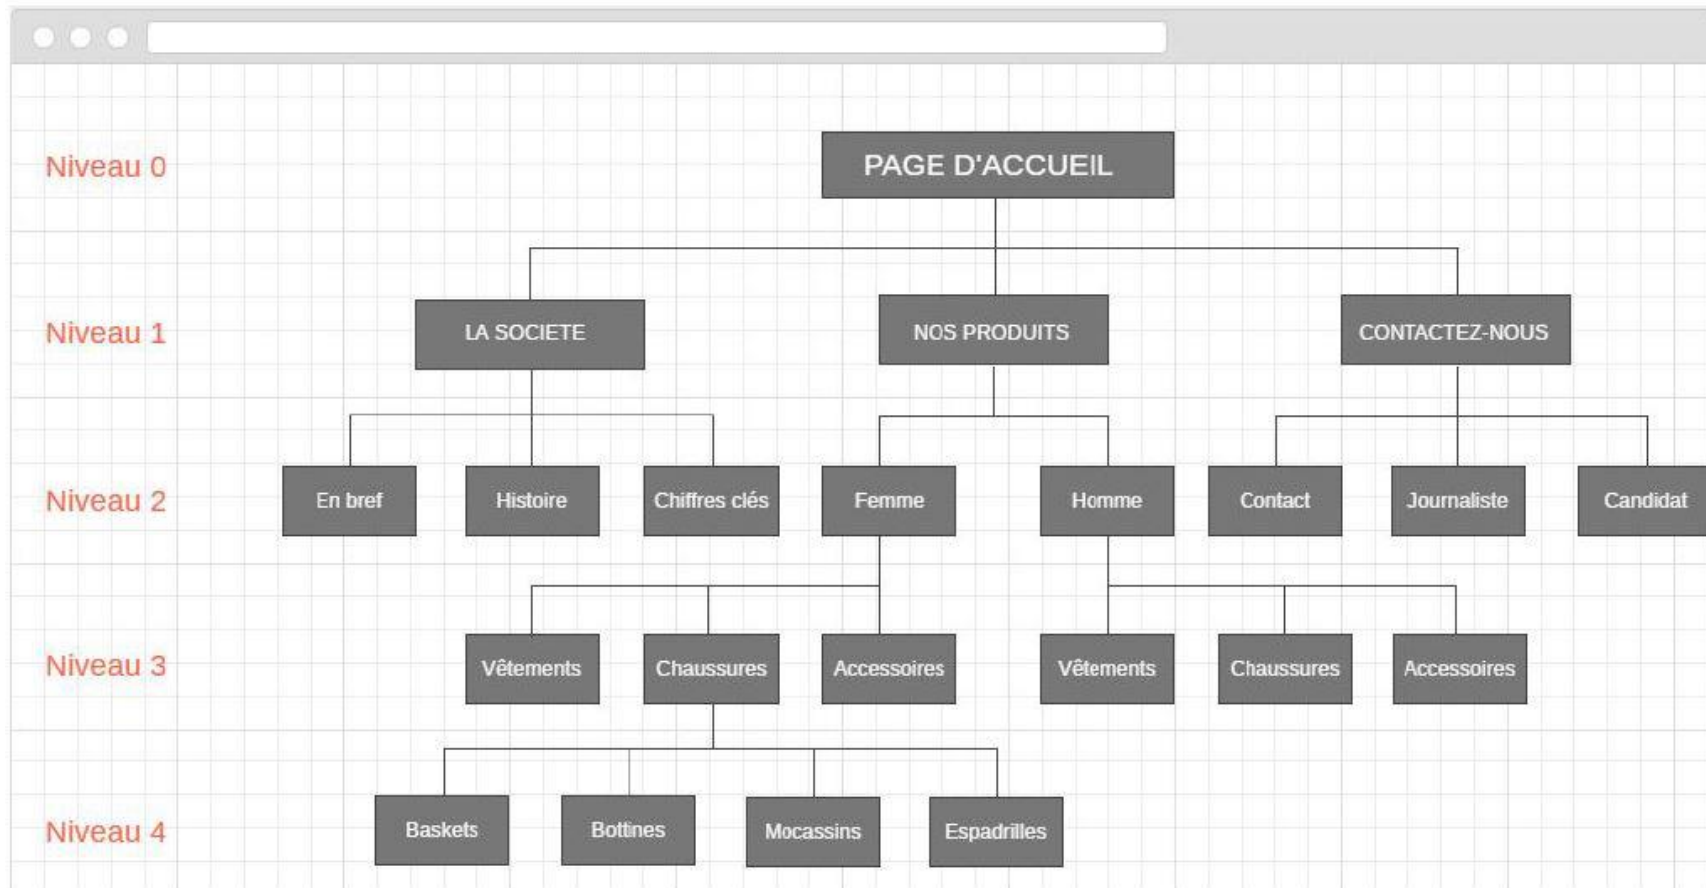 Niveau 0
PAGE D'ACCUEIL
Niveau 1
LA SOCIETE
NOS PRODUITS
CONTACTEZ-NOUS
Niveau 2
En bref
Histoire
Chiffres clés
Femme
Homme
Contact
Journaliste
Candidat
Niveau 3
Vêtements
Chaussures
Accessoires
Vêtements
Chaussures
Accessoires
Niveau 4
Baskets
Bottines
Mocassins
Espadrilles